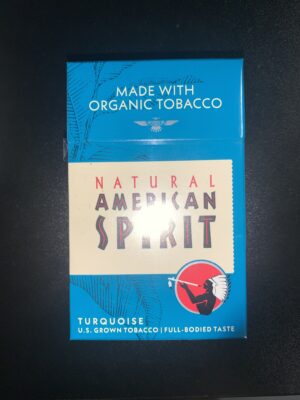 MADE WITH
ORGANIC TOBACCO
NATURAL
AMERICAN
SPIRIT
TURQUOISE
U.S. GROWN TOBACCO | FULL-BODIED TASTE